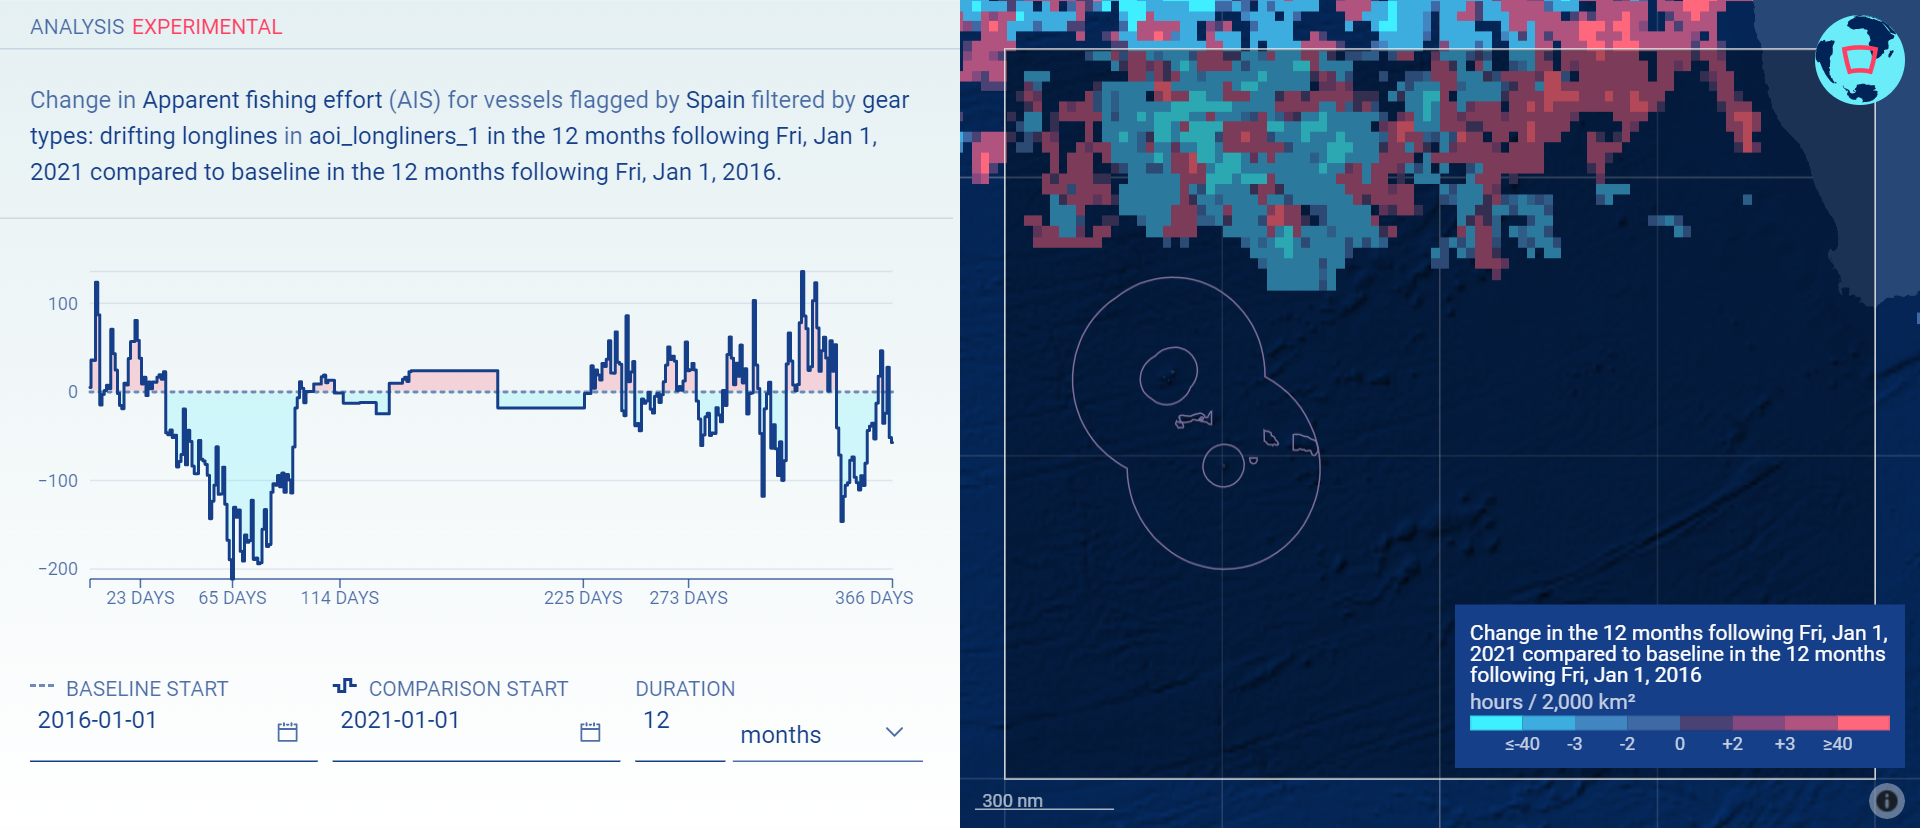 ANALYSIS EXPERIMENTAL
Change in Apparent fishing effort (AIS) for vessels flagged by Spain filtered by gear
types: drifting longlines in aoi_longliners_1 in the 12 months following Fri, Jan 1,
2021 compared to baseline in the 12 months following Fri, Jan 1, 2016.
100
0
−100
−200
23 DAYS 65 DAYS 114 DAYS 225 DAYS 273 DAYS 366 DAYS
BASELINE START COMPARISON START DURATION
2016-01-01 2021-01-01 12 months
Change in the 12 months following Fri, Jan 1,
2021 compared to baseline in the 12 months
following Fri, Jan 1, 2016
hours / 2,000 km²
≤-40 -3 -2 0 +2 +3 ≥40
300 nm